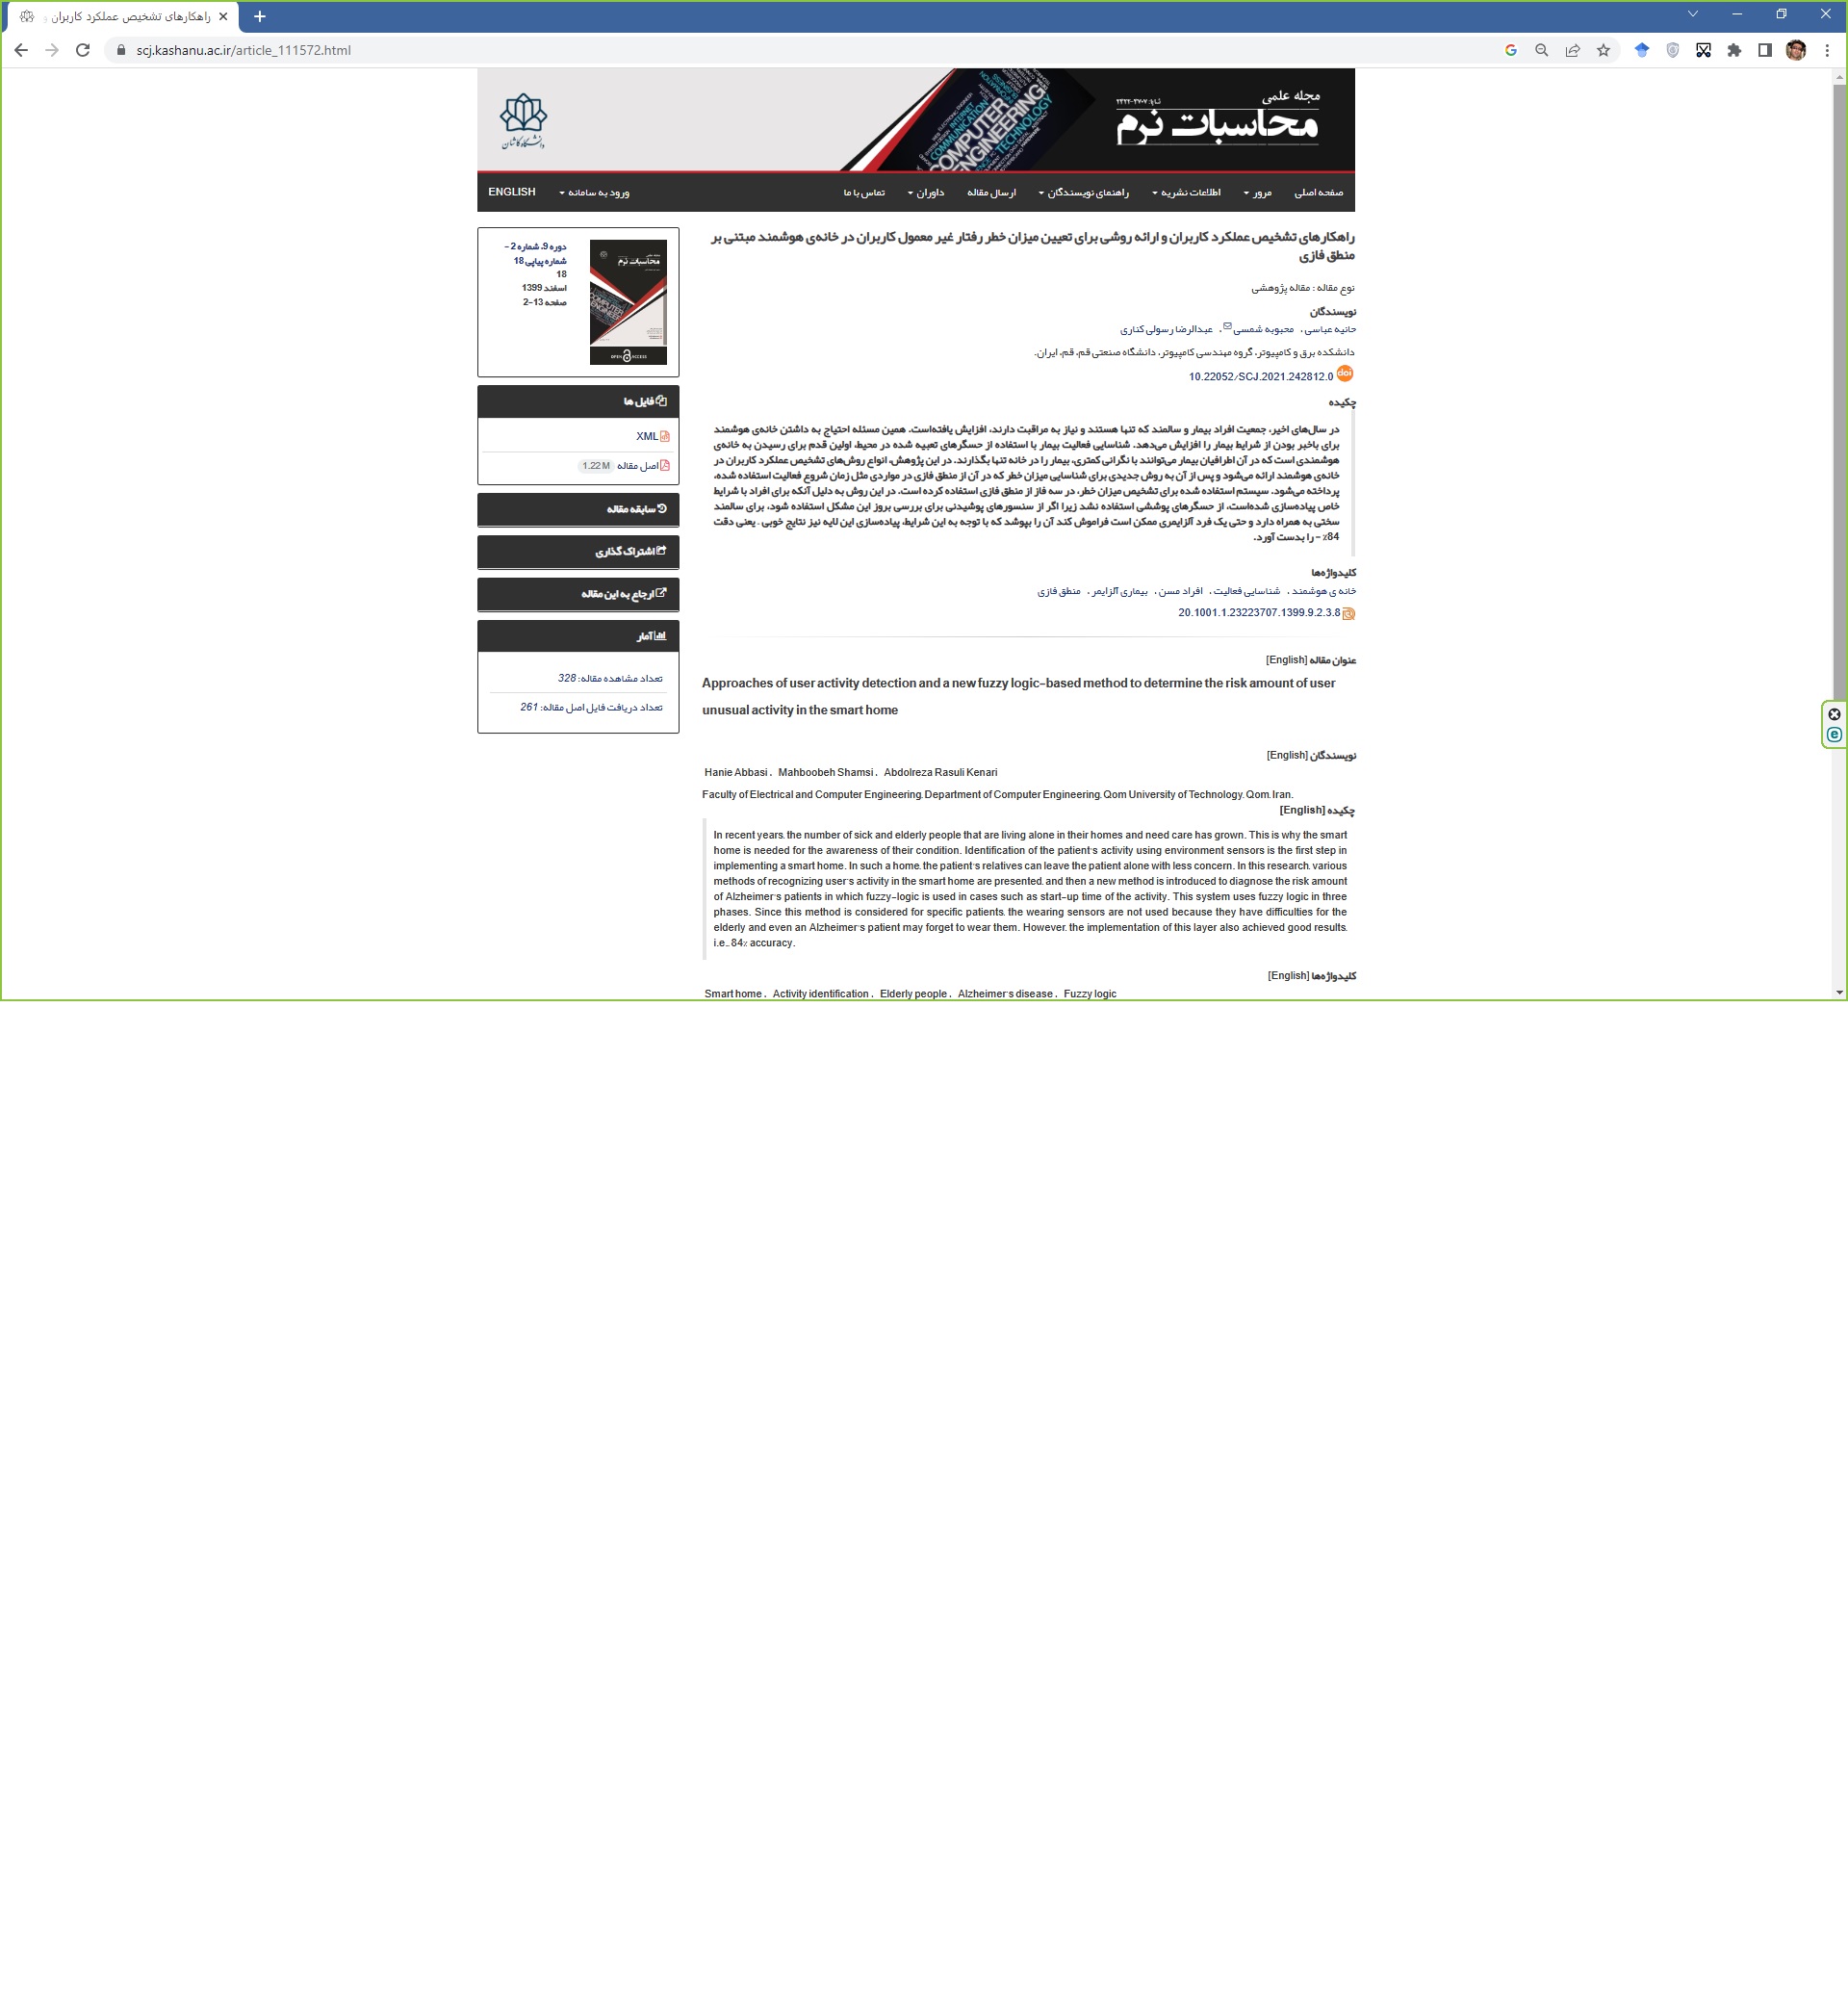 راهکارهای تشخیص عملکرد کاربران و
scj.kashanu.ac.ir/article_111572.html
مجله علمی
شاپا: ۳۷۰۷-۲۳۲۲
محاسبات نرم
دانشگاه کاشان
COMPUTER
ENGINEERING
TECHNOLOGY
COMMUNICATION
INTERNET
صفحه اصلی
مرور
اطلاعات نشریه
راهنمای نویسندگان
ارسال مقاله
داوران
تماس با ما
ورود به سامانه
ENGLISH
راهکارهای تشخیص عملکرد کاربران و ارائه روشی برای تعیین میزان خطر رفتار غیر معمول کاربران در خانه‌ی هوشمند مبتنی بر
منطق فازی
نوع مقاله : مقاله پژوهشی
نویسندگان
حانیه عباسی ، محبوبه شمسی ، عبدالرضا رسولی کناری
دانشکده برق و کامپیوتر، گروه مهندسی کامپیوتر، دانشگاه صنعتی قم، قم، ایران.
doi 10.22052/SCJ.2021.242812.0
چکیده
در سال‌های اخیر، جمعیت افراد بیمار و سالمند که تنها هستند و نیاز به مراقبت دارند، افزایش یافته‌است. همین مسئله احتیاج به داشتن خانه‌ی هوشمند
برای باخبر بودن از شرایط بیمار را افزایش می‌دهد. شناسایی فعالیت بیمار با استفاده از حسگرهای تعبیه شده در محیط، اولین قدم برای رسیدن به خانه‌ی
هوشمندی است که در آن اطرافیان بیمار می‌توانند با نگرانی کمتری، بیمار را در خانه تنها بگذارند. در این پژوهش، انواع روش‌های تشخیص عملکرد کاربران در
خانه‌ی هوشمند ارائه می‌شود و پس از آن به روش جدیدی برای شناسایی میزان خطر که در آن از منطق فازی در مواردی مثل زمان شروع فعالیت استفاده شده،
پرداخته می‌شود. سیستم استفاده شده برای تشخیص میزان خطر، در سه فاز از منطق فازی استفاده کرده است. در این روش به دلیل آنکه برای افراد با شرایط
خاص پیاده‌سازی شده‌است، از حسگرهای پوششی استفاده نشد زیرا اگر از سنسورهای پوشیدنی برای بررسی بروز این مشکل استفاده شود، برای سالمند
سختی به همراه دارد و حتی یک فرد آلزایمری ممکن است فراموش کند آن را بپوشد که با توجه به این شرایط، پیاده‌سازی این لایه نیز نتایج خوبی - یعنی دقت
84% - را بدست آورد.
کلیدواژه‌ها
خانه ی هوشمند ، شناسایی فعالیت ، افراد مسن ، بیماری آلزایمر ، منطق فازی
20.1001.1.23223707.1399.9.2.3.8
عنوان مقاله [English]
Approaches of user activity detection and a new fuzzy logic-based method to determine the risk amount of user
unusual activity in the smart home
نویسندگان [English]
Hanie Abbasi ، Mahboobeh Shamsi ، Abdolreza Rasuli Kenari
Faculty of Electrical and Computer Engineering, Department of Computer Engineering, Qom University of Technology, Qom, Iran.
چکیده [English]
In recent years, the number of sick and elderly people that are living alone in their homes and need care has grown. This is why the smart
home is needed for the awareness of their condition. Identification of the patient's activity using environment sensors is the first step in
implementing a smart home. In such a home, the patient's relatives can leave the patient alone with less concern. In this research, various
methods of recognizing user's activity in the smart home are presented, and then a new method is introduced to diagnose the risk amount
of Alzheimer's patients in which fuzzy-logic is used in cases such as start-up time of the activity. This system uses fuzzy logic in three
phases. Since this method is considered for specific patients, the wearing sensors are not used because they have difficulties for the
elderly and even an Alzheimer's patient may forget to wear them. However, the implementation of this layer also achieved good results,
i.e., 84% accuracy.
کلیدواژه‌ها [English]
Smart home ، Activity identification ، Elderly people ، Alzheimer's disease ، Fuzzy logic
دوره 9، شماره 2 -
شماره پیاپی 18
18
اسفند 1399
صفحه 2-13
مجله علمی
محاسبات نرم
OPEN ACCESS
فایل ها
XML
اصل مقاله 1.22 M
سابقه مقاله
اشتراک گذاری
ارجاع به این مقاله
آمار
تعداد مشاهده مقاله: 328
تعداد دریافت فایل اصل مقاله: 261